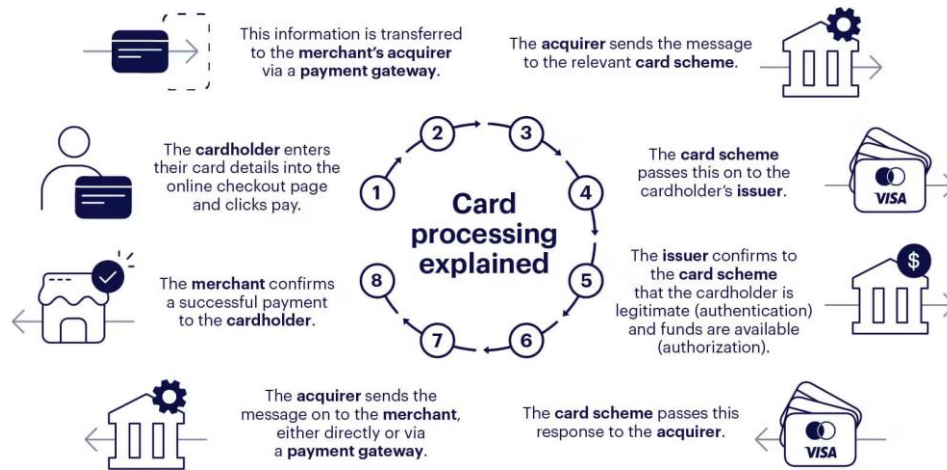 This information is transferred
to the merchant's acquirer
via a payment gateway.
The acquirer sends the message
to the relevant card scheme.
The cardholder enters
their card details into the
online checkout page
and clicks pay.
1
2
3
4
Card
processing
explained
The card scheme
passes this on to the
cardholder's issuer.
VISA
The merchant confirms
a successful payment
to the cardholder.
8
7
6
5
The issuer confirms to
the card scheme
that the cardholder is
legitimate (authentication)
and funds are available
(authorization).
$
The acquirer sends the
message on to the merchant,
either directly or via
a payment gateway.
The card scheme passes this
response to the acquirer.
VISA